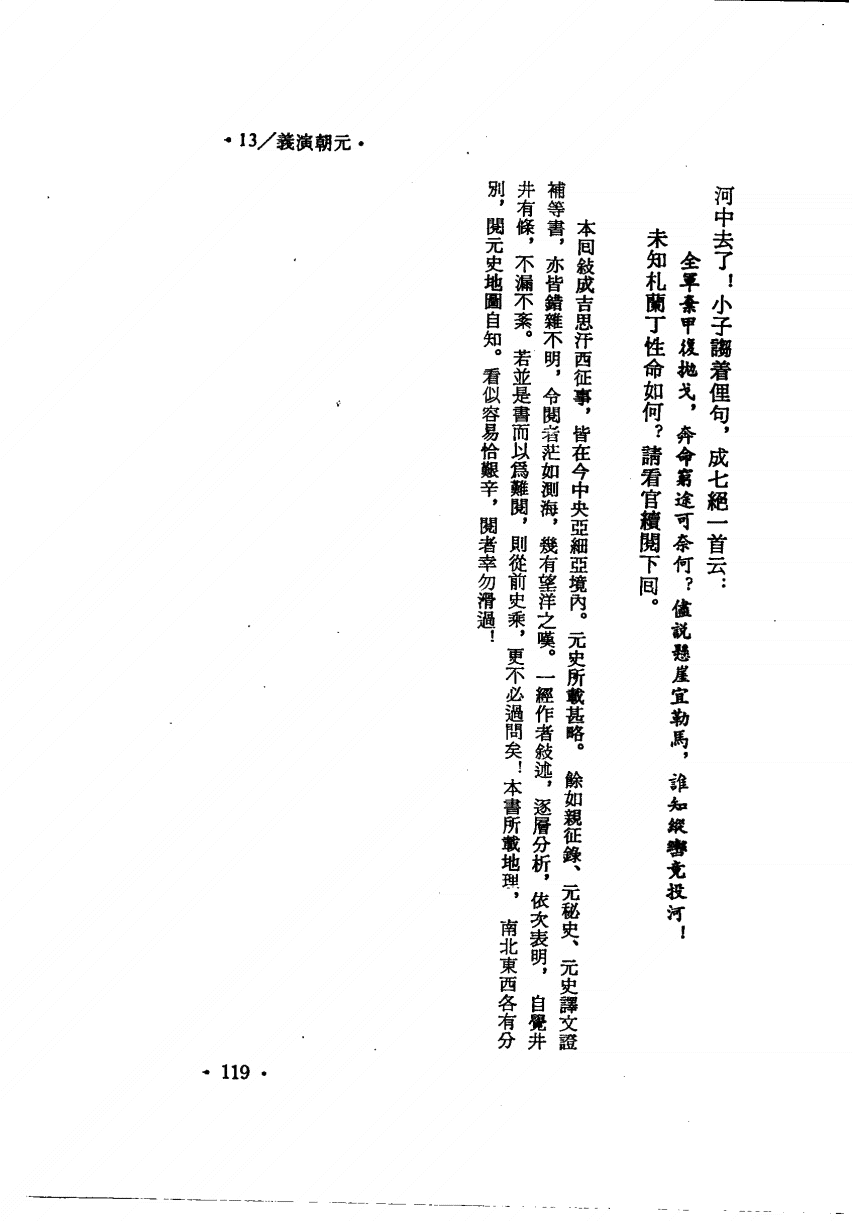 •13/義演朝元•
河中去了！小子謅着俚句，成七絕一首云：
全軍棄甲復拋戈，奔命窮途可奈何？儘說懸崖宜勒馬，誰知縱轡竟投河！
未知札蘭丁性命如何？請看官續閱下回。
本回敍成吉思汗西征事，皆在今中央亞細亞境內。元史所載甚略。餘如親征錄、元秘史、元史譯文證
補等書，亦皆錯雜不明，令閱者茫如測海，幾有望洋之嘆。一經作者敍述，逐層分析，依次表明，自覺井
井有條，不漏不紊。若並是書而以爲難閱，則從前史乘，更不必過問矣！本書所載地理，南北東西各有分
別，閱元史地圖自知。看似容易恰艱辛，閱者幸勿滑過！
•119•